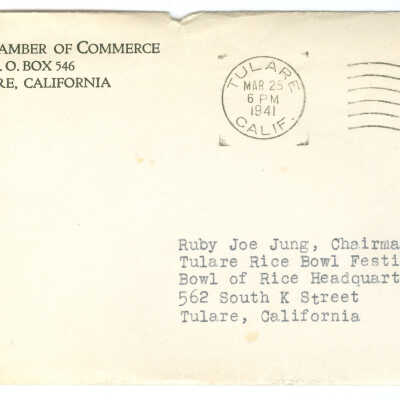 AMBER OF COMMERCE
. O. BOX 546
RE, CALIFORNIA
TULARE
MAR 25
6 PM
1941
CALIF.
Ruby Joe Jung, Chairma
Tulare Rice Bowl Festi
Bowl of Rice Headquart
562 South K Street
Tulare, California